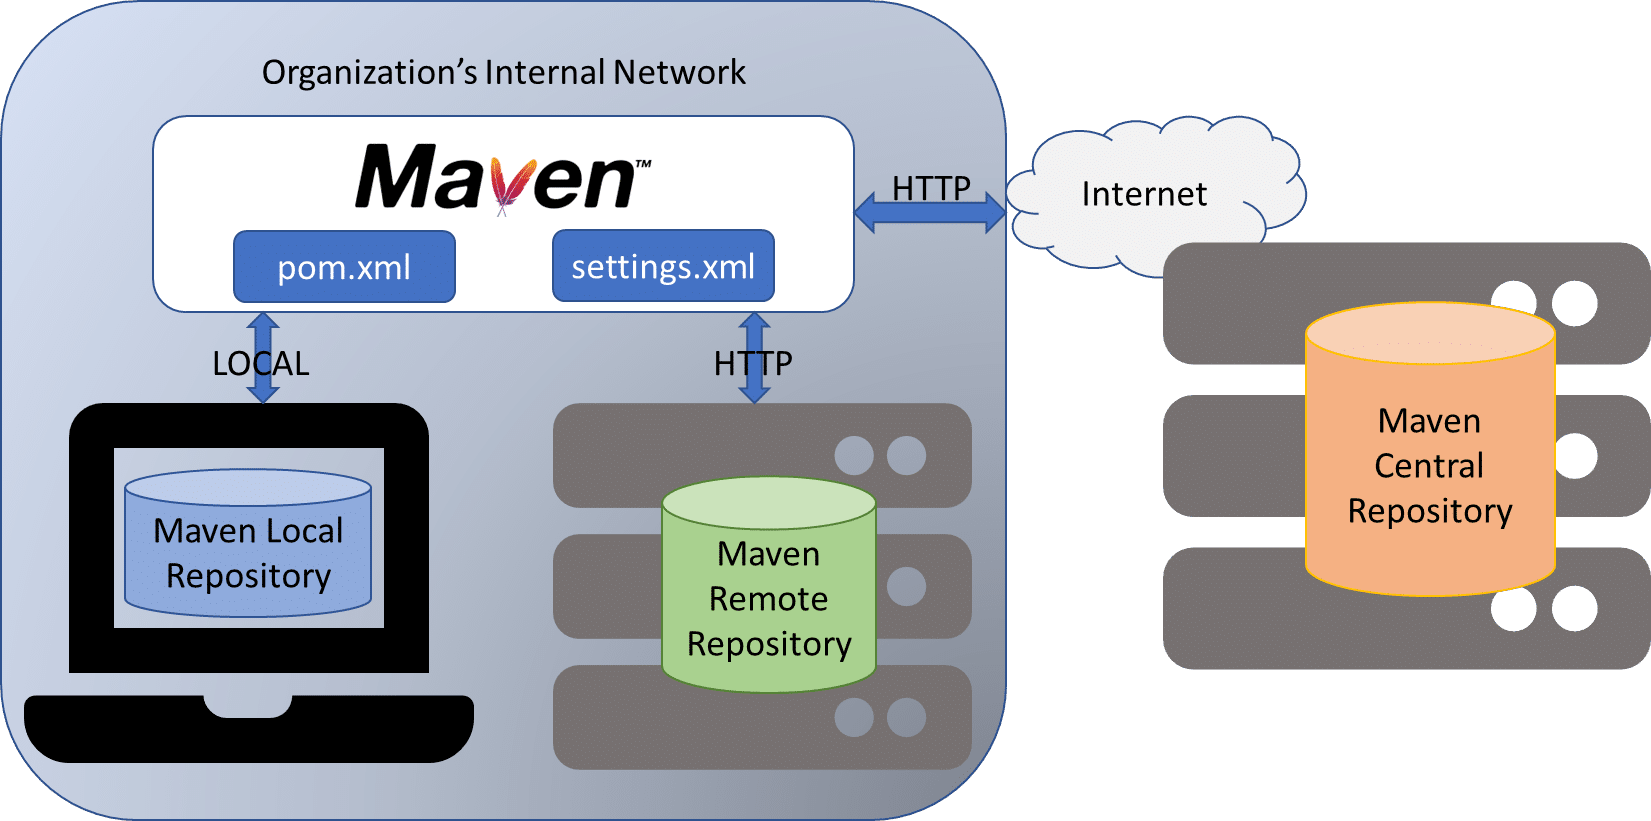 Organization’s Internal Network
Maven™
pom.xml
settings.xml
HTTP
Internet
LOCAL
HTTP
Maven Local
Repository
Maven
Remote
Repository
Maven
Central
Repository